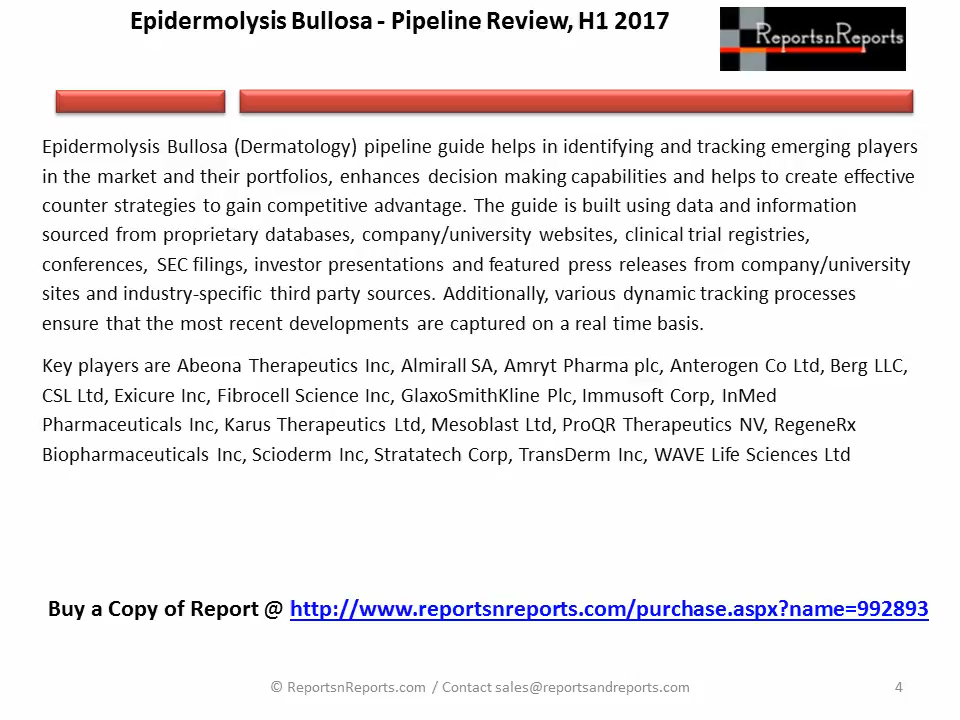 Epidermolysis Bullosa - Pipeline Review, H1 2017
ReportsnReports
Epidermolysis Bullosa (Dermatology) pipeline guide helps in identifying and tracking emerging players
in the market and their portfolios, enhances decision making capabilities and helps to create effective
counter strategies to gain competitive advantage. The guide is built using data and information
sourced from proprietary databases, company/university websites, clinical trial registries,
conferences, SEC filings, investor presentations and featured press releases from company/university
sites and industry-specific third party sources. Additionally, various dynamic tracking processes
ensure that the most recent developments are captured on a real time basis.
Key players are Abeona Therapeutics Inc, Almirall SA, Amryt Pharma plc, Anterogen Co Ltd, Berg LLC,
CSL Ltd, Exicure Inc, Fibrocell Science Inc, GlaxoSmithKline Plc, Immusoft Corp, InMed
Pharmaceuticals Inc, Karus Therapeutics Ltd, Mesoblast Ltd, ProQR Therapeutics NV, RegeneRx
Biopharmaceuticals Inc, Scioderm Inc, Stratatech Corp, TransDerm Inc, WAVE Life Sciences Ltd
Buy a Copy of Report @ http://www.reportsnreports.com/purchase.aspx?name=992893
© ReportsnReports.com / Contact sales@reportsandreports.com
4